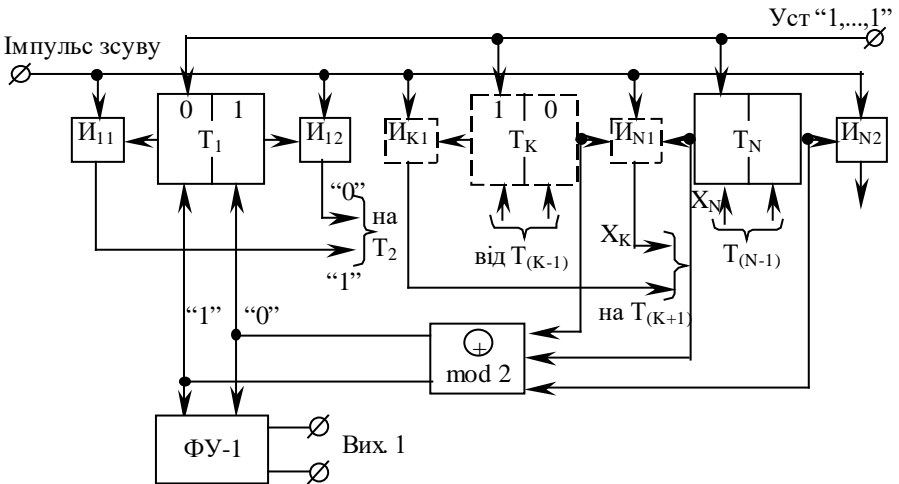 Уст “1,...,1”
Імпульс зсуву
0 1
1 0
И11
T1
И12
ИK1
TK
ИN1
TN
ИN2
“0”
на
T2
“1”
від T(K-1)
XK
на T(K+1)
XN
T(N-1)
“1”
“0”
+
mod 2
ФУ-1
Вих. 1